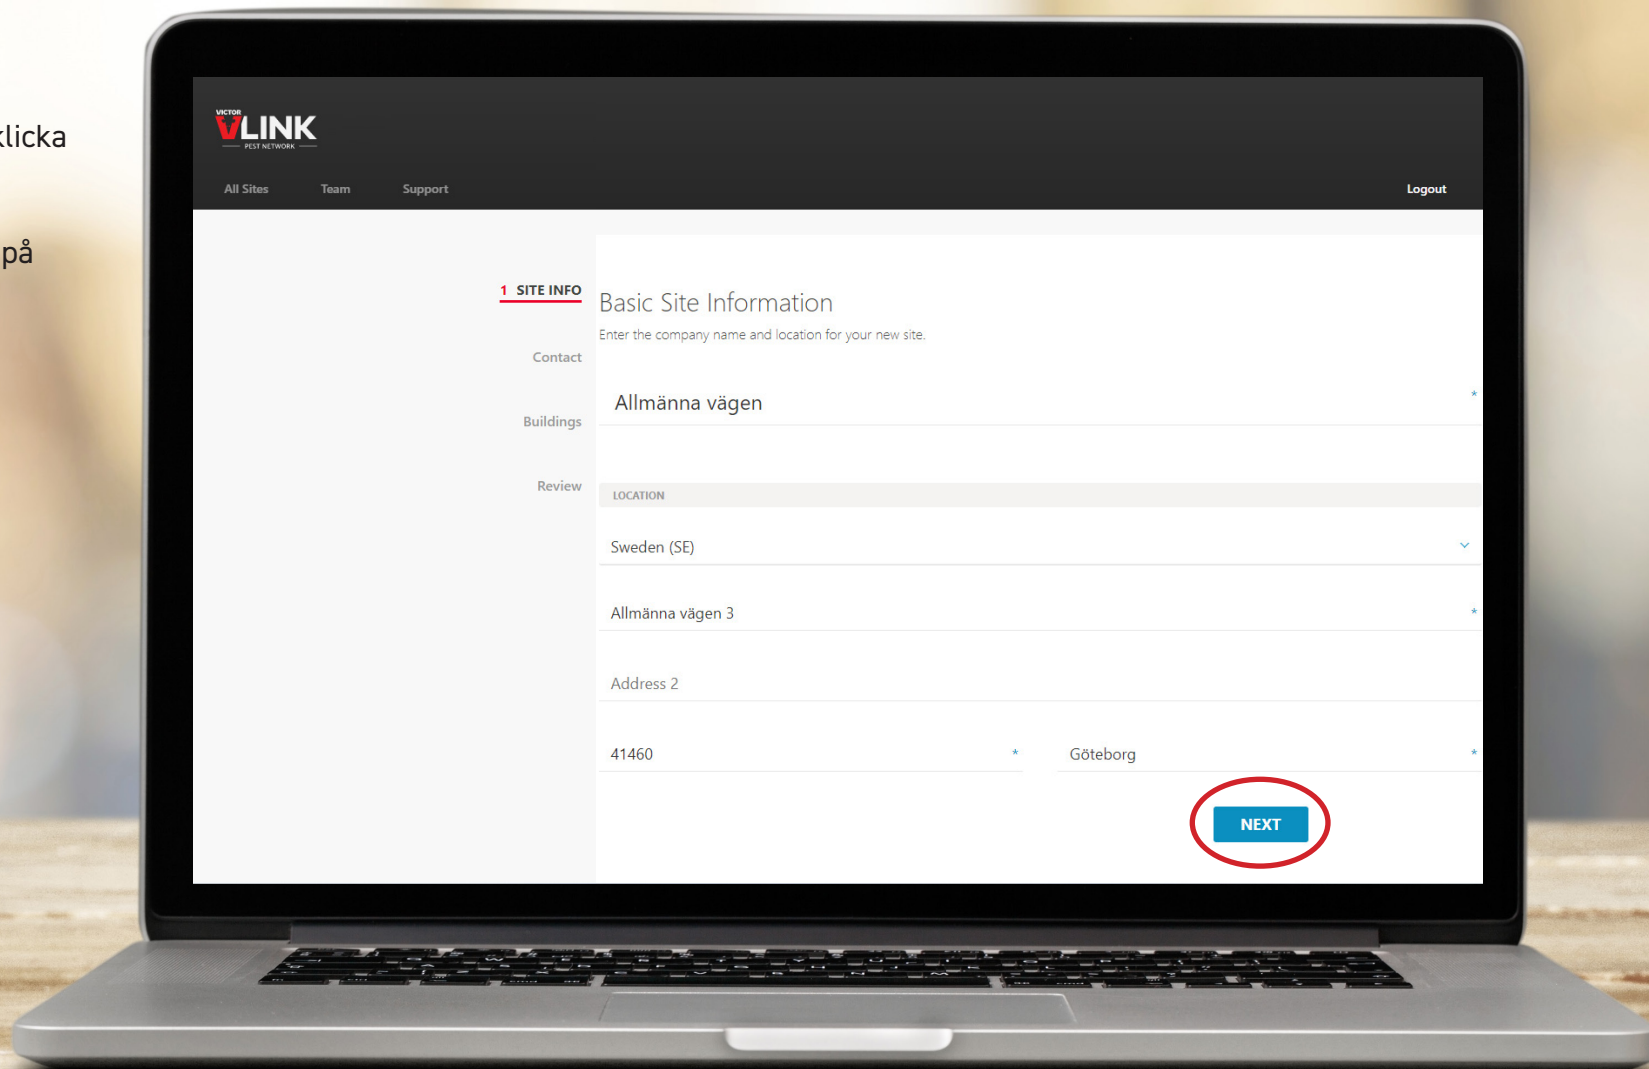 klicka
på
VICTOR
VLINK
PEST NETWORK
All Sites Team Support Logout
1 SITE INFO
Contact
Buildings
Review
Basic Site Information
Enter the company name and location for your new site.
Allmänna vägen *
LOCATION
Sweden (SE)
Allmänna vägen 3 *
Address 2
41460 * Göteborg *
NEXT